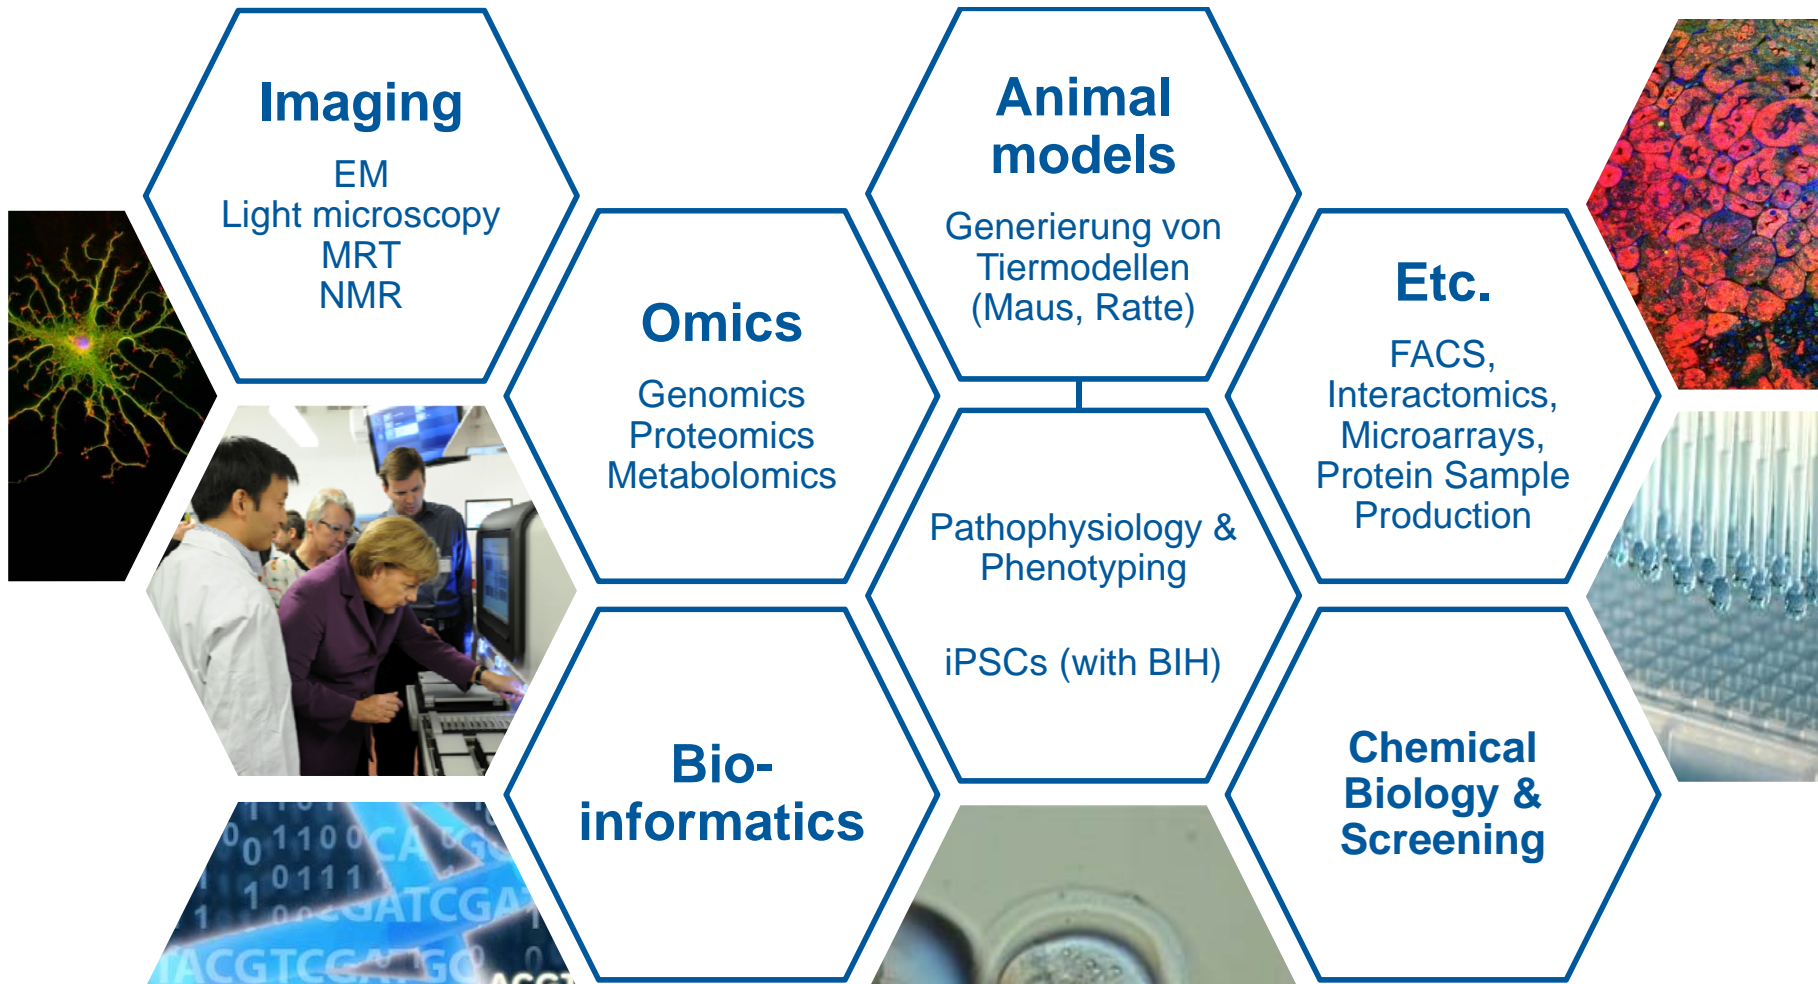 Imaging
EM
Light microscopy
MRT
NMR
Omics
Genomics
Proteomics
Metabolomics
Animal
models
Generierung von
Tiermodellen
(Maus, Ratte)
Etc.
FACS,
Interactomics,
Microarrays,
Protein Sample
Production
Pathophysiology &
Phenotyping
iPSCs (with BIH)
Bio-
informatics
Chemical
Biology &
Screening